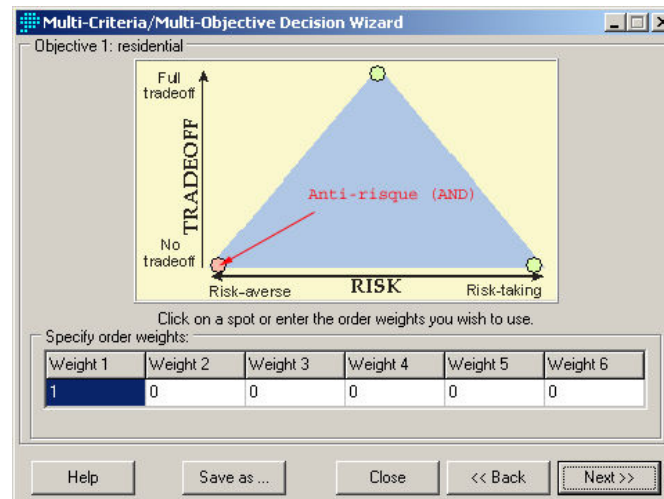 Multi-Criteria/Multi-Objective Decision Wizard
Objective 1: residential
Full
tradeoff
TRADEOFF
Anti-risque (AND)
No
tradeoff
Risk-averse RISK Risk-taking
Click on a spot or enter the order weights you wish to use.
Specify order weights:
Weight 1 Weight 2 Weight 3 Weight 4 Weight 5 Weight 6
1 0 0 0 0 0
Help Save as ... Close << Back Next >>